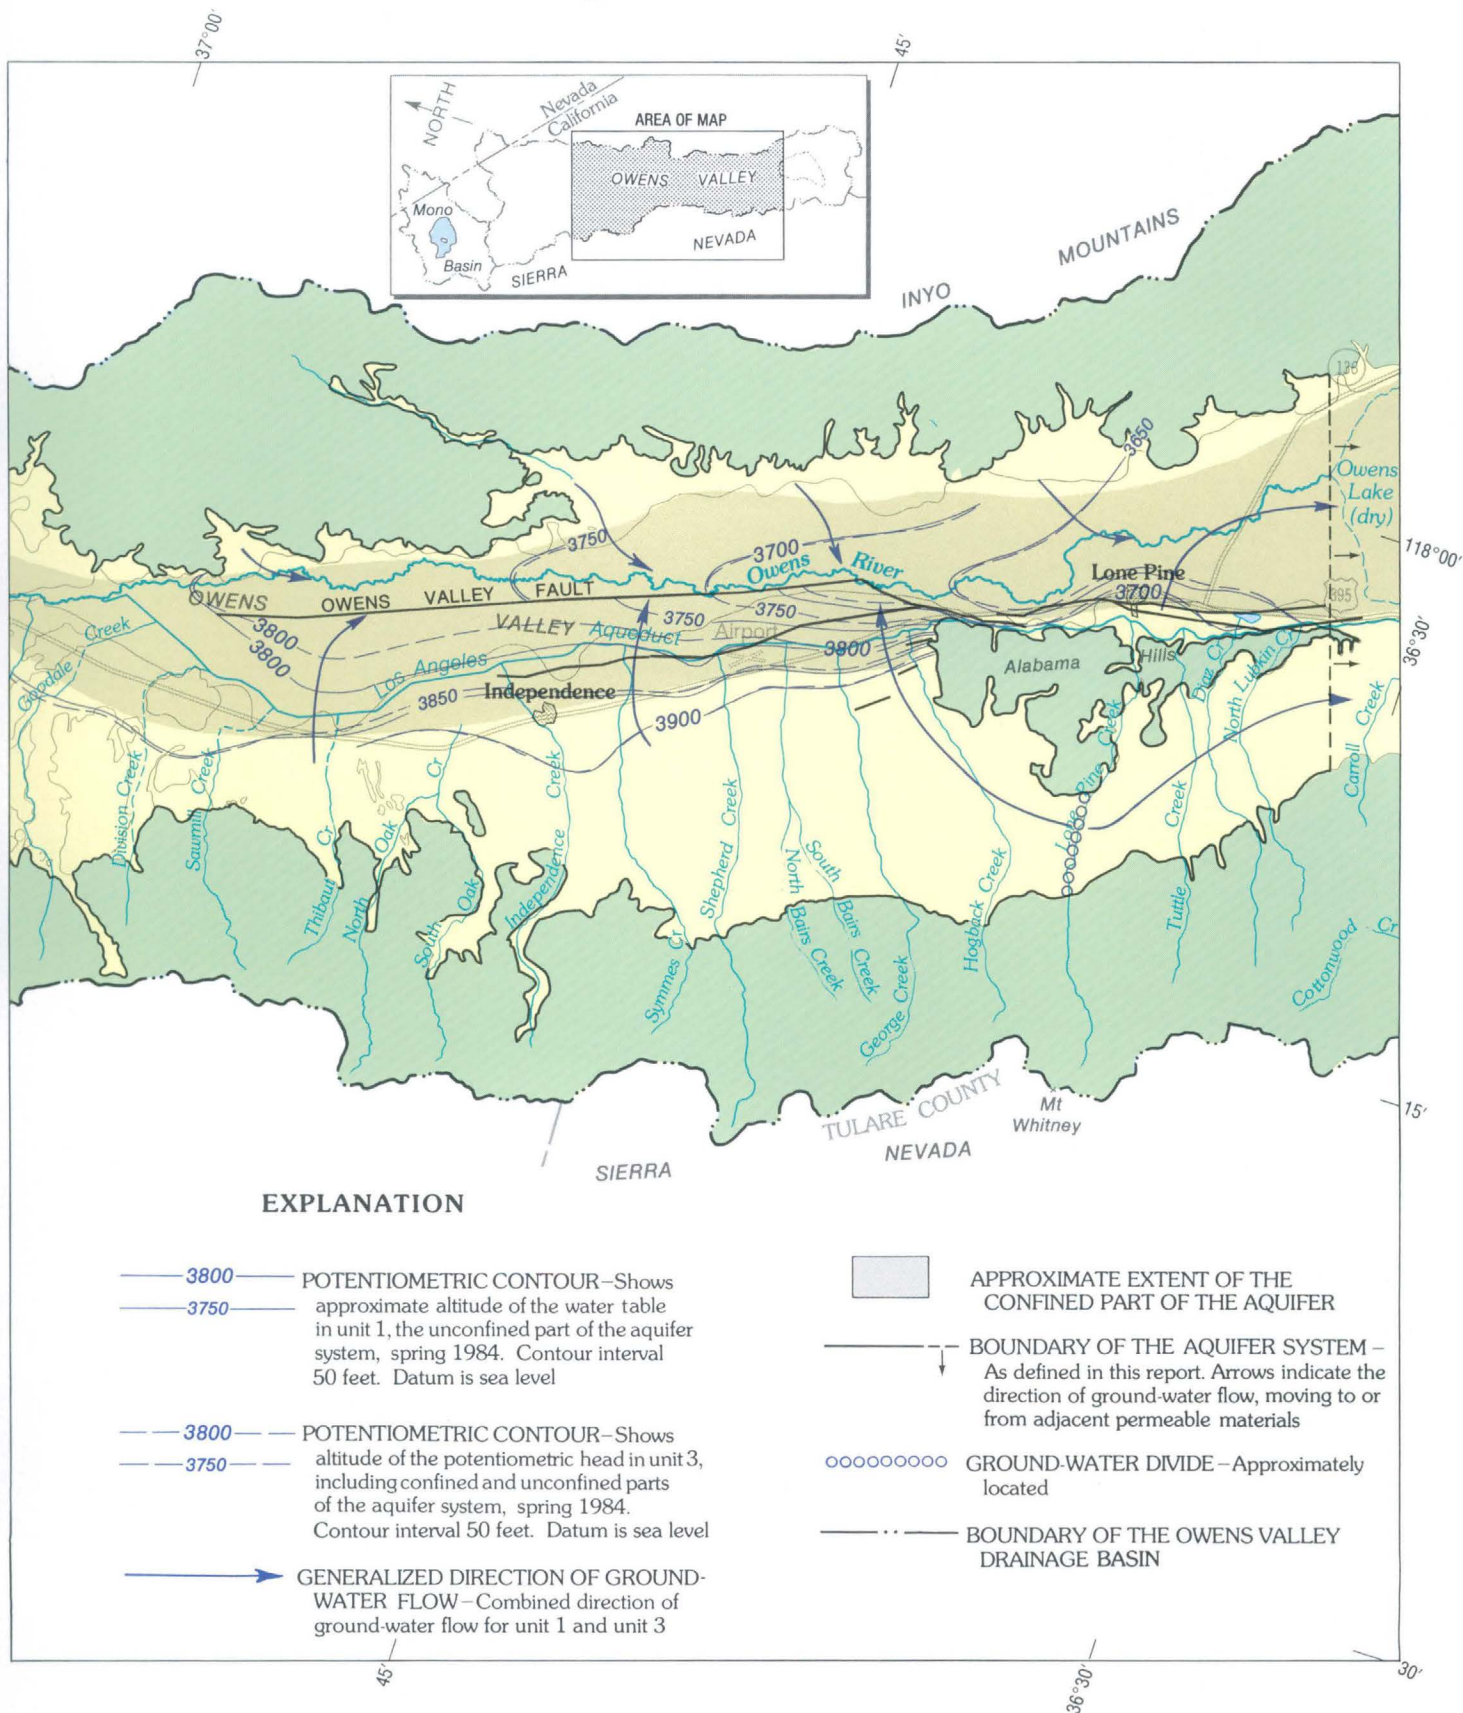 37°00'
45'
NORTH
Nevada
California
AREA OF MAP
OWENS VALLEY
Mono
Basin
SIERRA
NEVADA
INYO
MOUNTAINS
136
3650
Owens
Lake
(dry)
118°00'
3750
3700
Owens River
Lone Pine
3700
395
OWENS
OWENS VALLEY FAULT
VALLEY
3750
3750
Aqueduct
Airport
3800
3800
3800
Creek
Goodale
Los Angeles
Independence
3850
3900
Alabama
Hills
Diaz Cr
North Lubkin Cr
36°30'
Division Creek
Sawmill Creek
Thibaut Cr
North Oak Cr
South Oak
Independence Creek
Symmes Cr
Shepherd Creek
North Bairs Creek
South Bairs Creek
George Creek
Hogback Creek
Lone Pine Creek
Tuttle Creek
Carroll Creek
Cottonwood Cr
TULARE COUNTY
Mt
Whitney
15'
SIERRA
NEVADA
EXPLANATION
3800
3750
POTENTIOMETRIC CONTOUR–Shows
approximate altitude of the water table
in unit 1, the unconfined part of the aquifer
system, spring 1984. Contour interval
50 feet. Datum is sea level
3800
3750
POTENTIOMETRIC CONTOUR–Shows
altitude of the potentiometric head in unit 3,
including confined and unconfined parts
of the aquifer system, spring 1984.
Contour interval 50 feet. Datum is sea level
GENERALIZED DIRECTION OF GROUND-
WATER FLOW–Combined direction of
ground-water flow for unit 1 and unit 3
APPROXIMATE EXTENT OF THE
CONFINED PART OF THE AQUIFER
BOUNDARY OF THE AQUIFER SYSTEM –
As defined in this report. Arrows indicate the
direction of ground-water flow, moving to or
from adjacent permeable materials
GROUND-WATER DIVIDE–Approximately
located
BOUNDARY OF THE OWENS VALLEY
DRAINAGE BASIN
45'
36°30'
30'